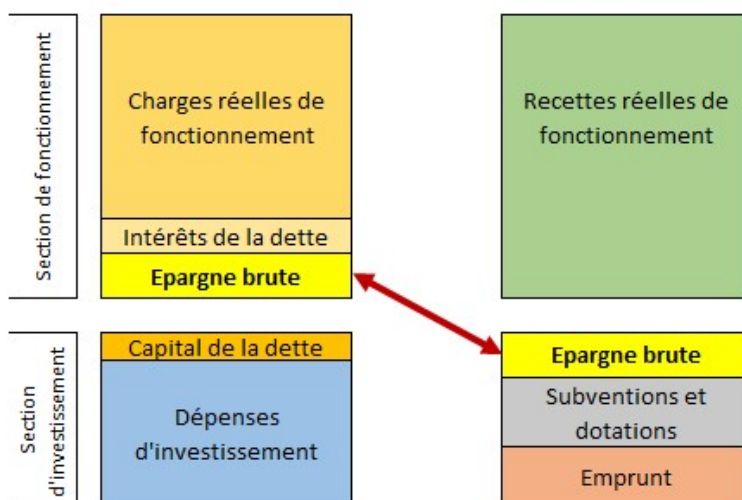 Section de fonctionnement
Charges réelles de
fonctionnement
Intérêts de la dette
Epargne brute
Recettes réelles de
fonctionnement
Section
d'investissement
Capital de la dette
Dépenses
d'investissement
Epargne brute
Subventions et
dotations
Emprunt